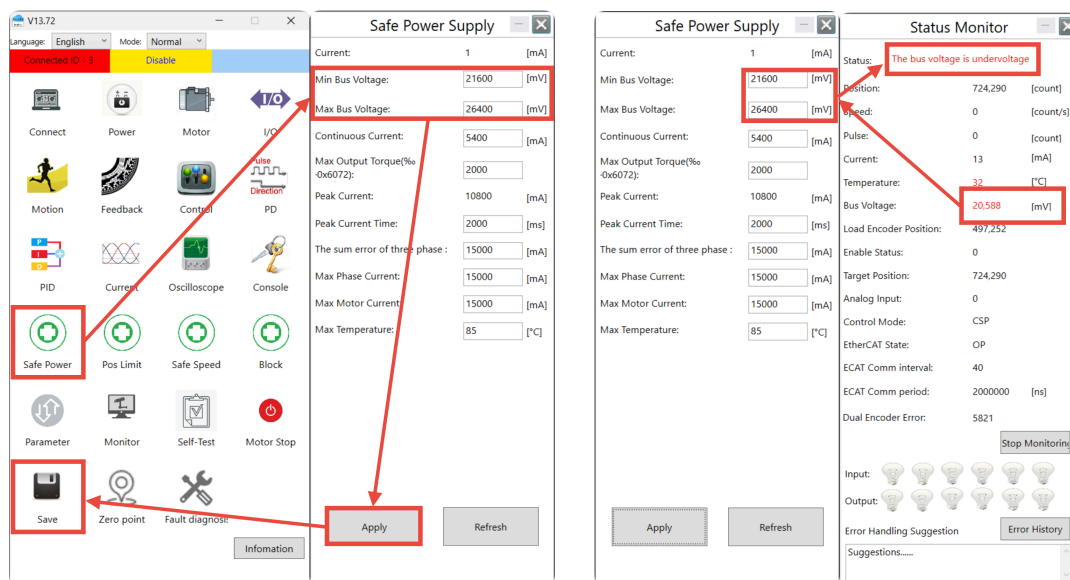 V13.72
Language: English Mode: Normal
Connected ID : 3 Disable
Connect Power Motor I/O
I/O
Pulse
Direction
Motion Feedback Control PD
P
I
D
PID Current Oscilloscope Console
Safe Power Pos Limit Safe Speed Block
Parameter Monitor Self-Test Motor Stop
Save Zero point Fault diagnosi
Infomation
Safe Power Supply
Current: 1 [mA]
Min Bus Voltage: 21600 [mV]
Max Bus Voltage: 26400 [mV]
Continuous Current: 5400 [mA]
Max Output Torque(‰
-0x6072): 2000
Peak Current: 10800 [mA]
Peak Current Time: 2000 [ms]
The sum error of three phase : 15000 [mA]
Max Phase Current: 15000 [mA]
Max Motor Current: 15000 [mA]
Max Temperature: 85 [°C]
Apply Refresh
Safe Power Supply
Current: 1 [mA]
Min Bus Voltage: 21600 [mV]
Max Bus Voltage: 26400 [mV]
Continuous Current: 5400 [mA]
Max Output Torque(‰
-0x6072): 2000
Peak Current: 10800 [mA]
Peak Current Time: 2000 [ms]
The sum error of three phase : 15000 [mA]
Max Phase Current: 15000 [mA]
Max Motor Current: 15000 [mA]
Max Temperature: 85 [°C]
Apply Refresh
Status Monitor
Status: The bus voltage is undervoltage
Position: 724,290 [count]
Speed: 0 [count/s]
Pulse: 0 [count]
Current: 13 [mA]
Temperature: 32 [°C]
Bus Voltage: 20,588 [mV]
Load Encoder Position: 497,252
Enable Status: 0
Target Position: 724,290
Analog Input: 0
Control Mode: CSP
EtherCAT State: OP
ECAT Comm interval: 40
ECAT Comm period: 2000000 [ns]
Dual Encoder Error: 5821
Stop Monitoring
Input:
Output:
Error Handling Suggestion Error History
Suggestions......